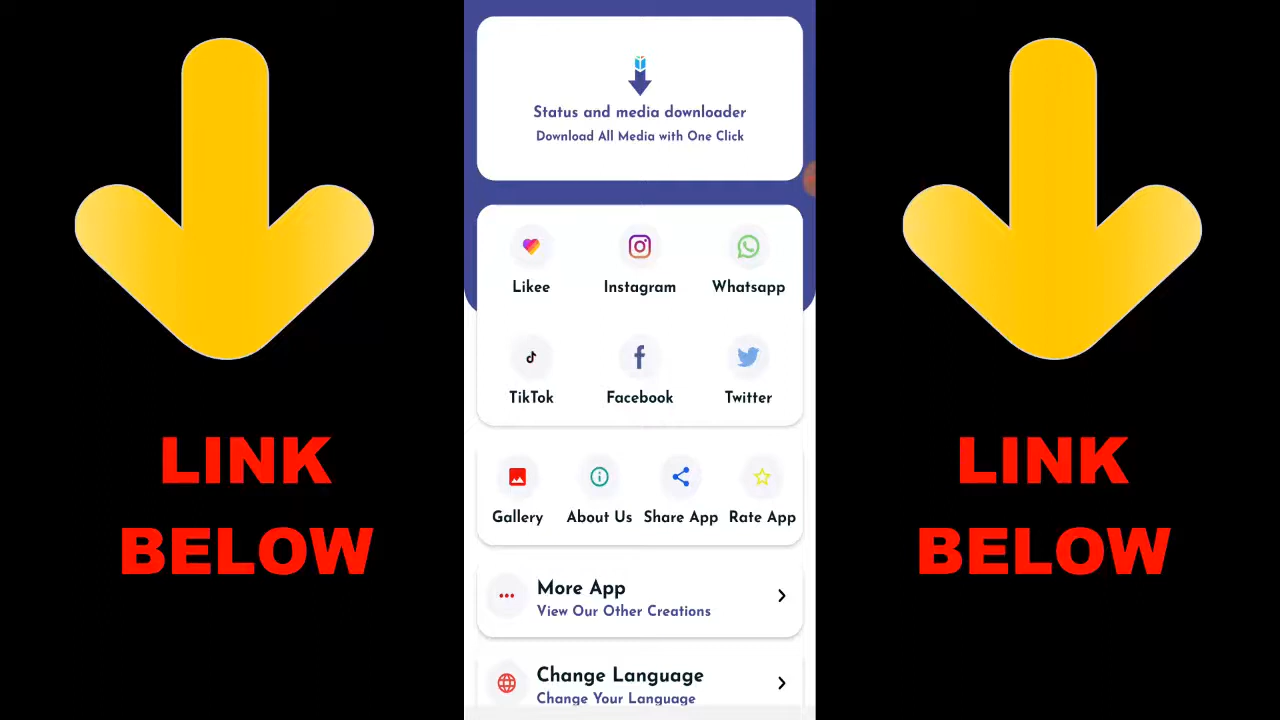 Status and media downloader
Download All Media with One Click
Likee
Instagram
Whatsapp
TikTok
Facebook
Twitter
Gallery
About Us
Share App
Rate App
More App
View Our Other Creations
Change Language
Change Your Language
LINK
BELOW
LINK
BELOW